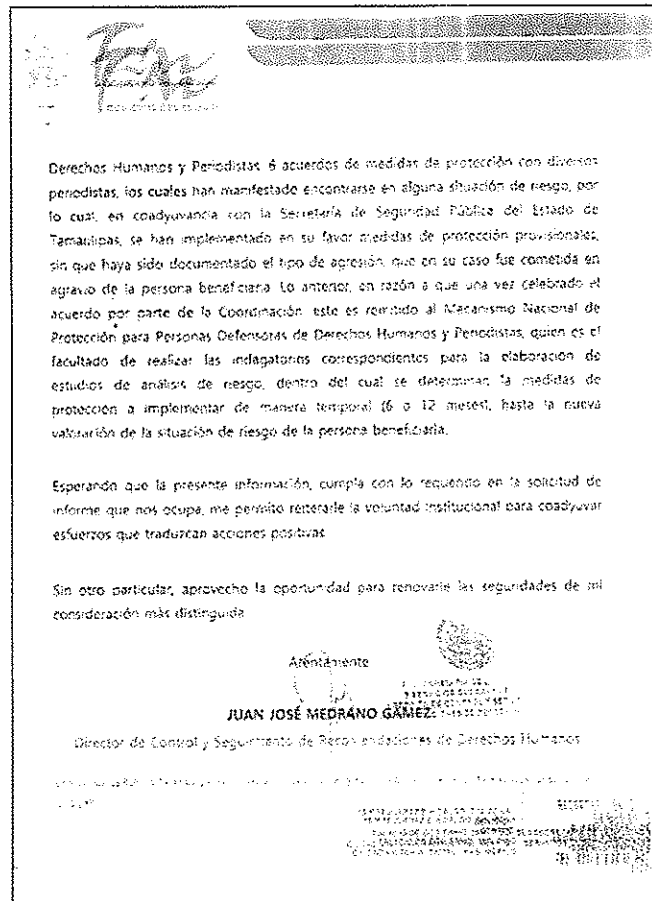 Tam
Derechos Humanos y Periodistas, 6 acuerdos de medidas de protección con diversos
periodistas, los cuales han manifestado encontrarse en alguna situación de riesgo, por
lo cual, en coadyuvancia con la Secretaría de Seguridad Pública del Estado de
Tamaulipas, se han implementado en su favor medidas de protección provisionales,
sin que haya sido documentado el tipo de agresión, que en su caso fue cometida en
agravio de la persona beneficiaria. Lo anterior, en razón a que una vez celebrado el
acuerdo por parte de la Coordinación, este es remitido al Mecanismo Nacional de
Protección para Personas Defensoras de Derechos Humanos y Periodistas, quien es el
facultado de realizar las indagatorias correspondientes para la elaboración de
estudios de análisis de riesgo, dentro del cual se determinan la medidas de
protección a implementar de manera temporal (6 o 12 meses), hasta la nueva
valoración de la situación de riesgo de la persona beneficiaria.
Esperando que la presente información, cumpla con lo requerido en la solicitud de
informe que nos ocupa, me permito reiterarle la voluntad institucional para coadyuvar
esfuerzos que traduzcan acciones positivas.
Sin otro particular, aprovecho la oportunidad para renovarle las seguridades de mi
consideración más distinguida.
Atentamente
JUAN JOSÉ MEDRANO GÁMEZ
Director de Control y Seguimiento de Recomendaciones de Derechos Humanos